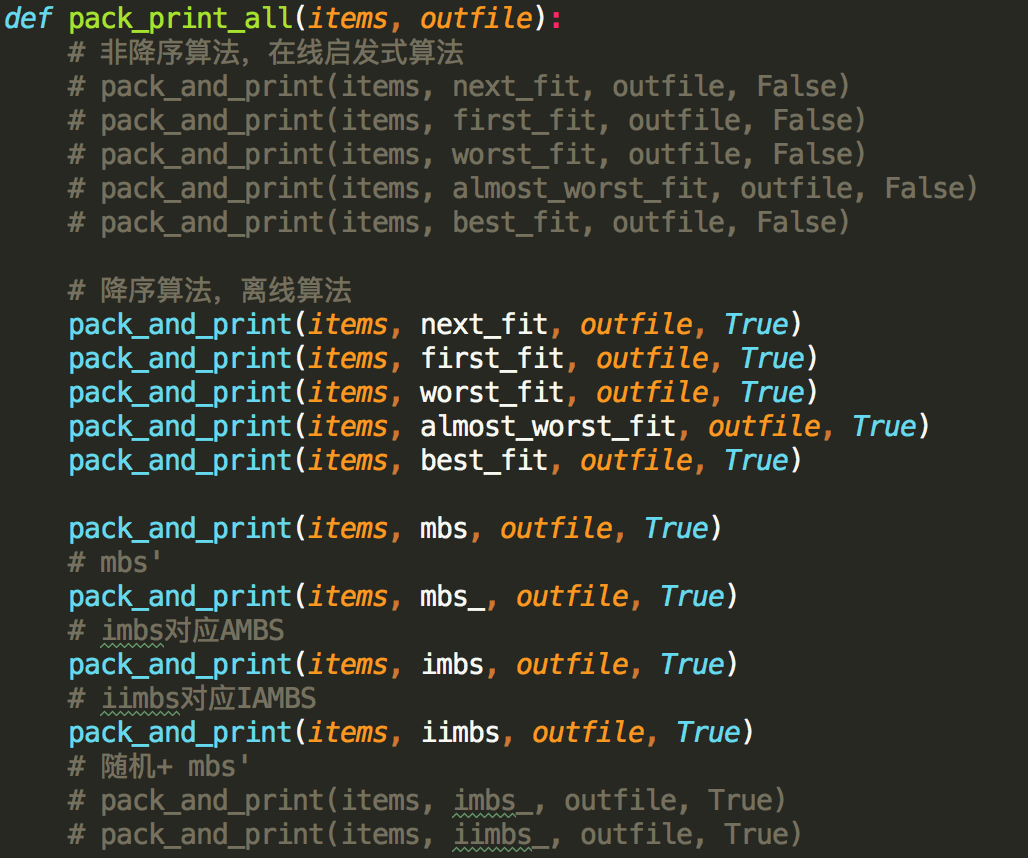 def pack_print_all(items, outfile):
# 非降序算法，在线启发式算法
# pack_and_print(items, next_fit, outfile, False)
# pack_and_print(items, first_fit, outfile, False)
# pack_and_print(items, worst_fit, outfile, False)
# pack_and_print(items, almost_worst_fit, outfile, False)
# pack_and_print(items, best_fit, outfile, False)
# 降序算法，离线算法
pack_and_print(items, next_fit, outfile, True)
pack_and_print(items, first_fit, outfile, True)
pack_and_print(items, worst_fit, outfile, True)
pack_and_print(items, almost_worst_fit, outfile, True)
pack_and_print(items, best_fit, outfile, True)
pack_and_print(items, mbs, outfile, True)
# mbs'
pack_and_print(items, mbs_, outfile, True)
# imbs对应AMBS
pack_and_print(items, imbs, outfile, True)
# iimbs对应IAMBS
pack_and_print(items, iimbs, outfile, True)
# 随机+ mbs'
# pack_and_print(items, imbs_, outfile, True)
# pack_and_print(items, iimbs_, outfile, True)